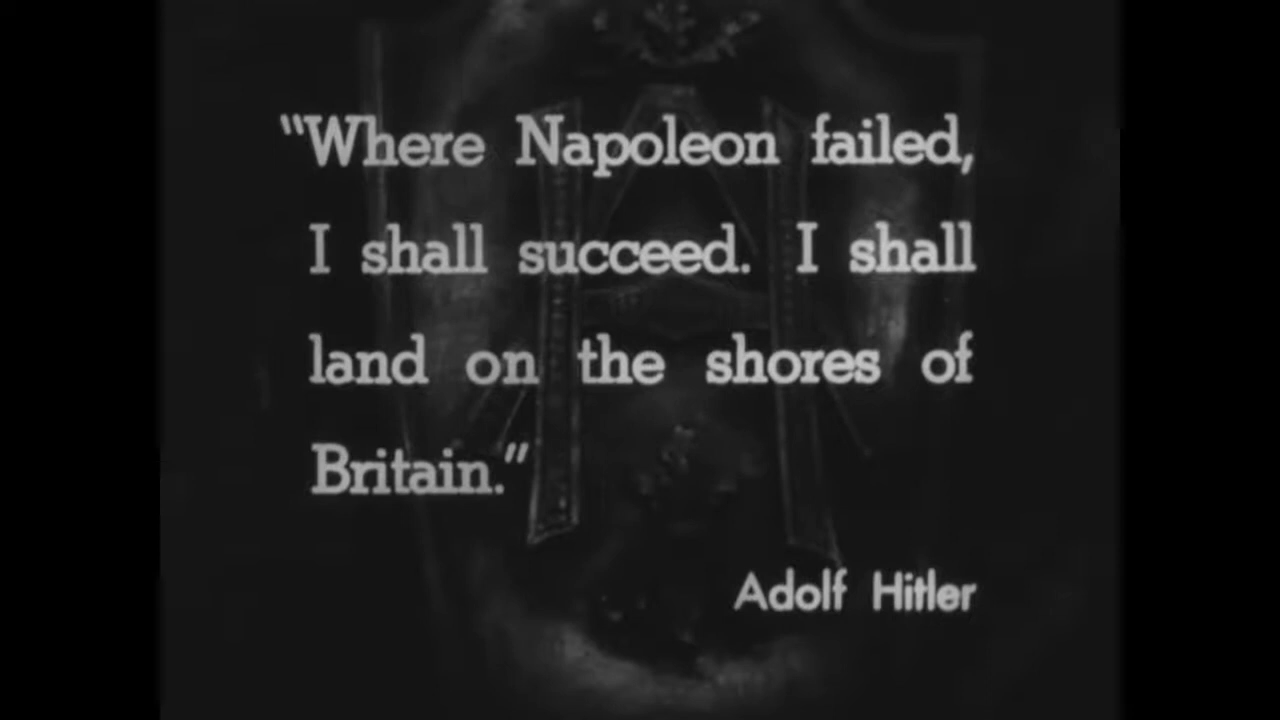 “Where Napoleon failed,
I shall succeed. I shall
land on the shores of
Britain.”
Adolf Hitler